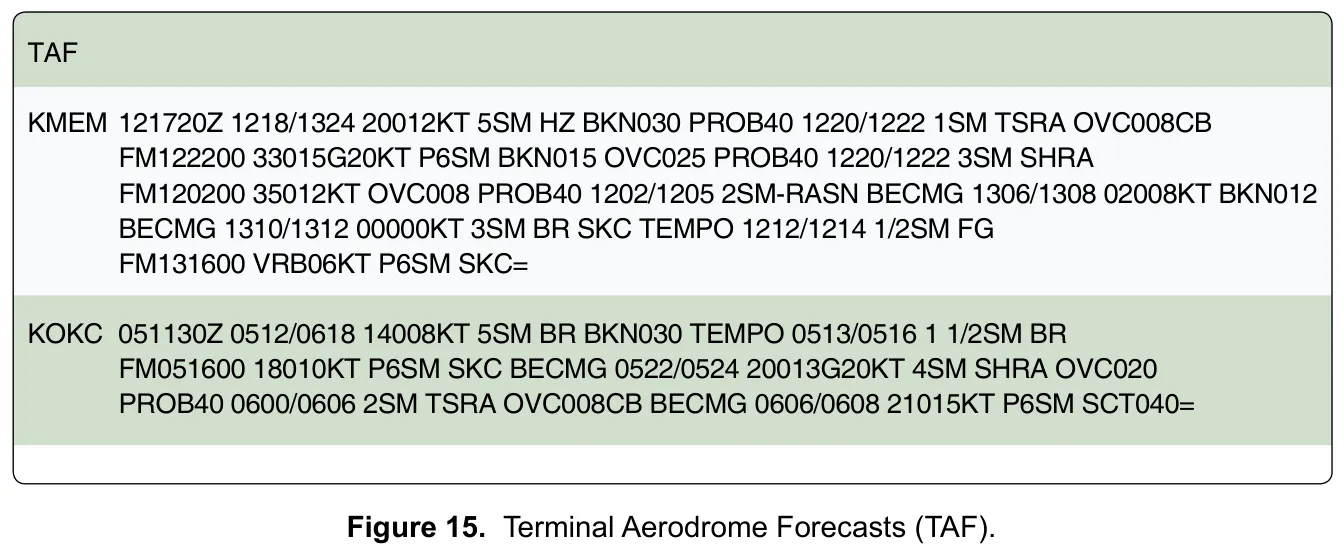 TAF
KMEM 121720Z 1218/1324 20012KT 5SM HZ BKN030 PROB40 1220/1222 1SM TSRA OVC008CB
FM122200 33015G20KT P6SM BKN015 OVC025 PROB40 1220/1222 3SM SHRA
FM120200 35012KT OVC008 PROB40 1202/1205 2SM-RASN BECMG 1306/1308 02008KT BKN012
BECMG 1310/1312 00000KT 3SM BR SKC TEMPO 1212/1214 1/2SM FG
FM131600 VRB06KT P6SM SKC=
KOKC 051130Z 0512/0618 14008KT 5SM BR BKN030 TEMPO 0513/0516 1 1/2SM BR
FM051600 18010KT P6SM SKC BECMG 0522/0524 20013G20KT 4SM SHRA OVC020
PROB40 0600/0606 2SM TSRA OVC008CB BECMG 0606/0608 21015KT P6SM SCT040=
Figure 15. Terminal Aerodrome Forecasts (TAF).